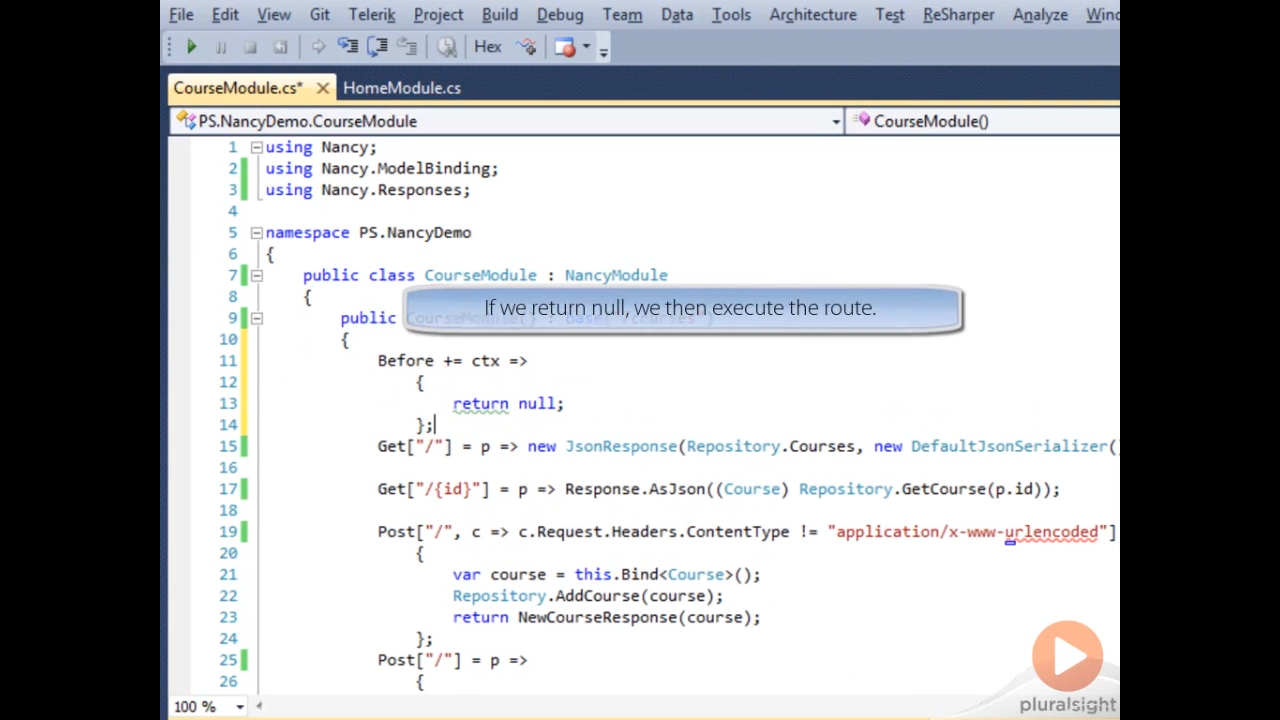 File Edit View Git Telerik Project Build Debug Team Data Tools Architecture Test ReSharper Analyze Wind
Hex
CourseModule.cs* HomeModule.cs
PS.NancyDemo.CourseModule CourseModule()
1 using Nancy;
2 using Nancy.ModelBinding;
3 using Nancy.Responses;
4
5 namespace PS.NancyDemo
6 {
7 public class CourseModule : NancyModule
8 {
If we return null, we then execute the route.
9 public CourseModule() : base("/courses")
10 {
11 Before += ctx =>
12 {
13 return null;
14 };
15 Get["/"] = p => new JsonResponse(Repository.Courses, new DefaultJsonSerializer()
16
17 Get["/{id}"] = p => Response.AsJson((Course) Repository.GetCourse(p.id));
18
19 Post["/", c => c.Request.Headers.ContentType != "application/x-www-urlencoded"]
20 {
21 var course = this.Bind<Course>();
22 Repository.AddCourse(course);
23 return NewCourseResponse(course);
24 };
25 Post["/"] = p =>
26 {
100 %
pluralsight